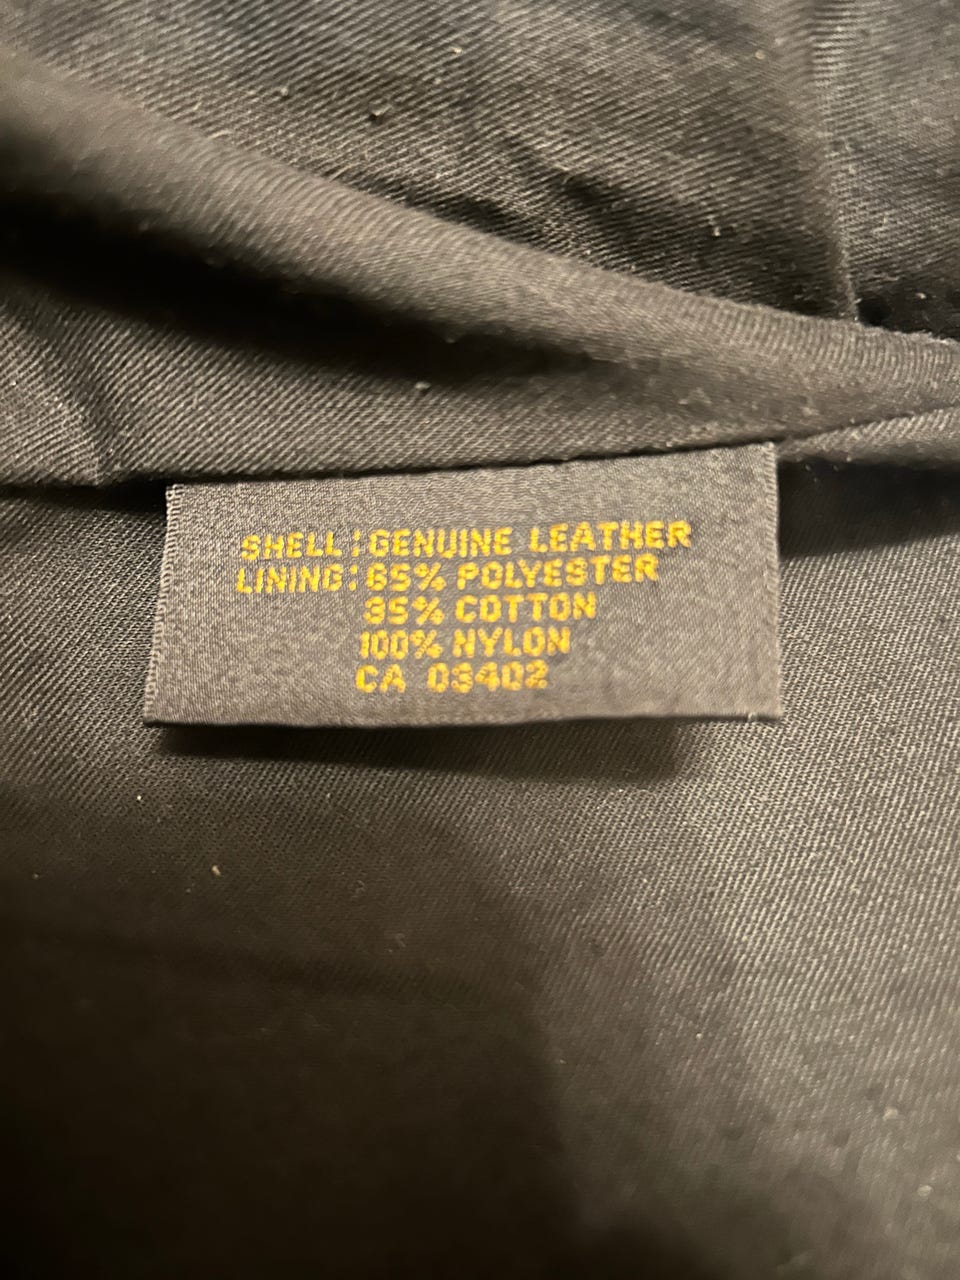 SHELL: GENUINE LEATHER
LINING: 65% POLYESTER
35% COTTON
100% NYLON
CA 03402